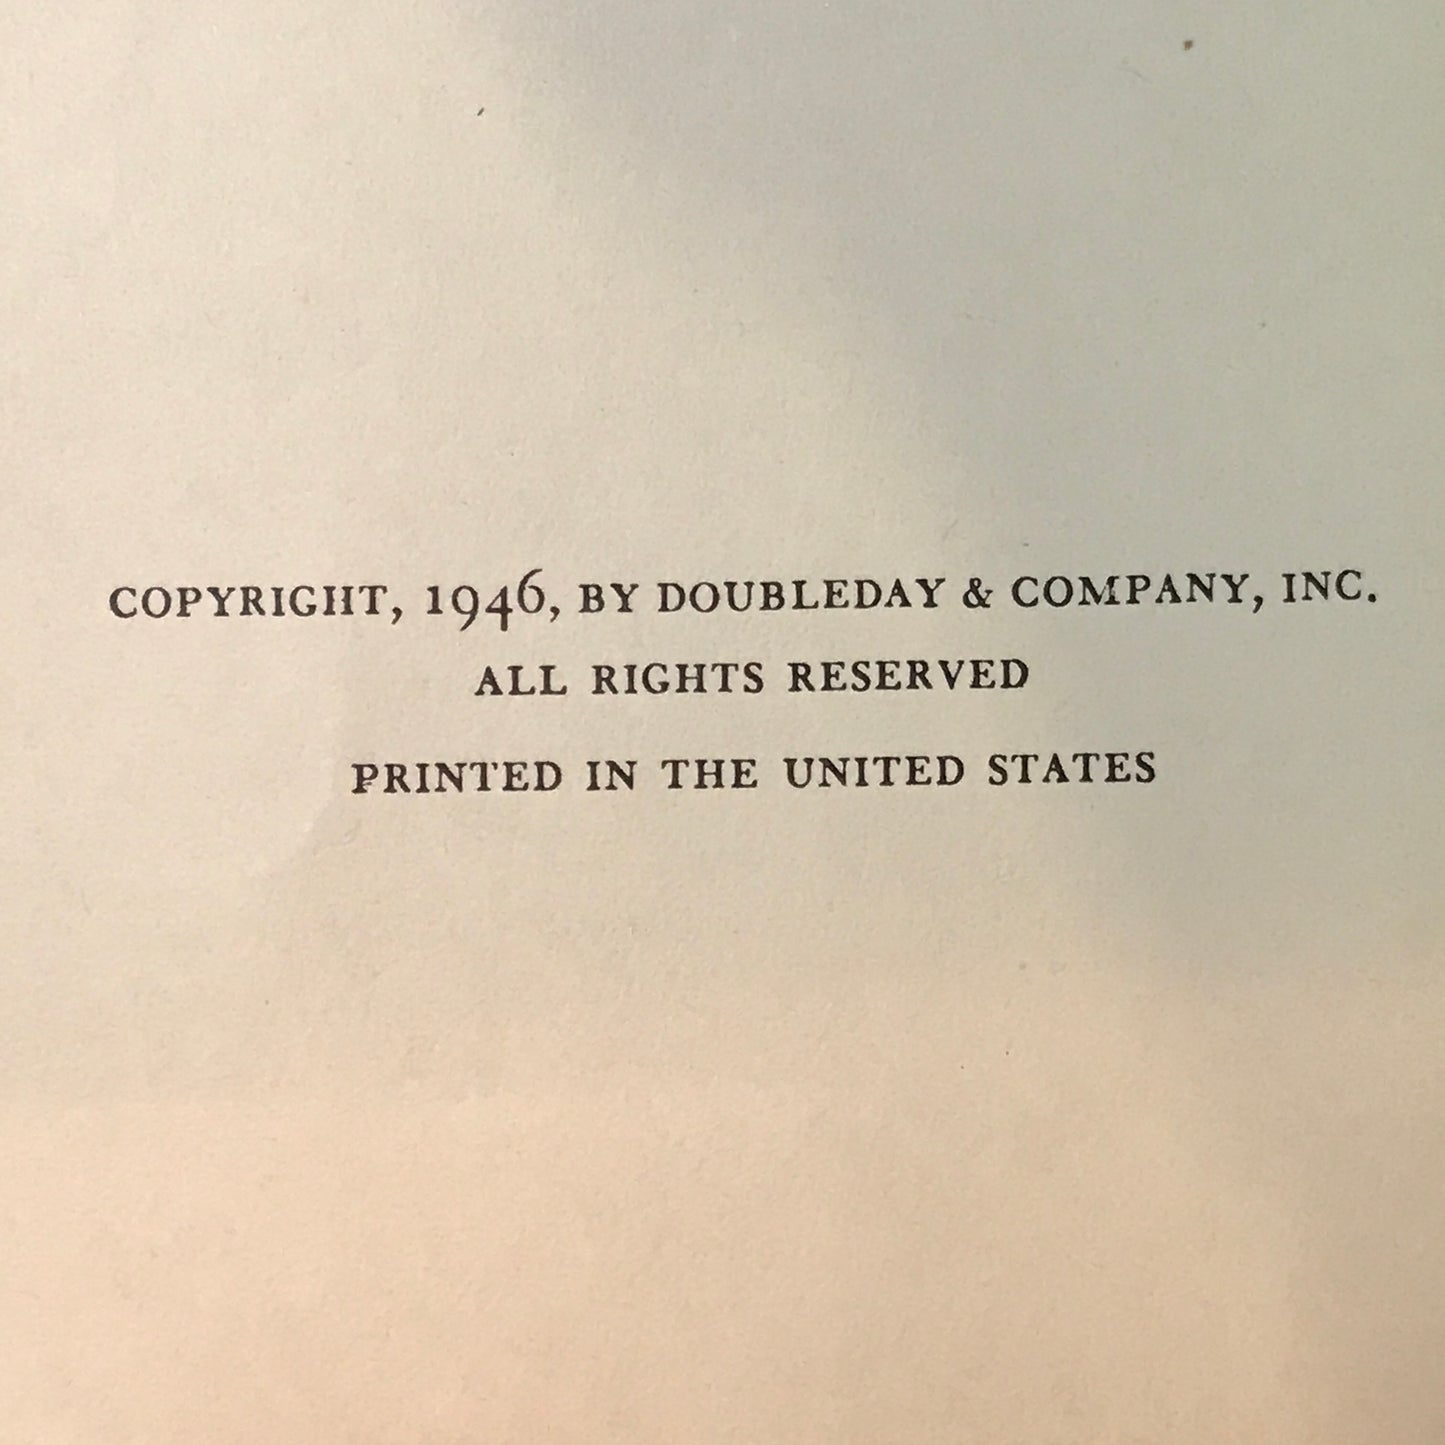 COPYRIGHT, 1946, BY DOUBLEDAY & COMPANY, INC.
ALL RIGHTS RESERVED
PRINTED IN THE UNITED STATES